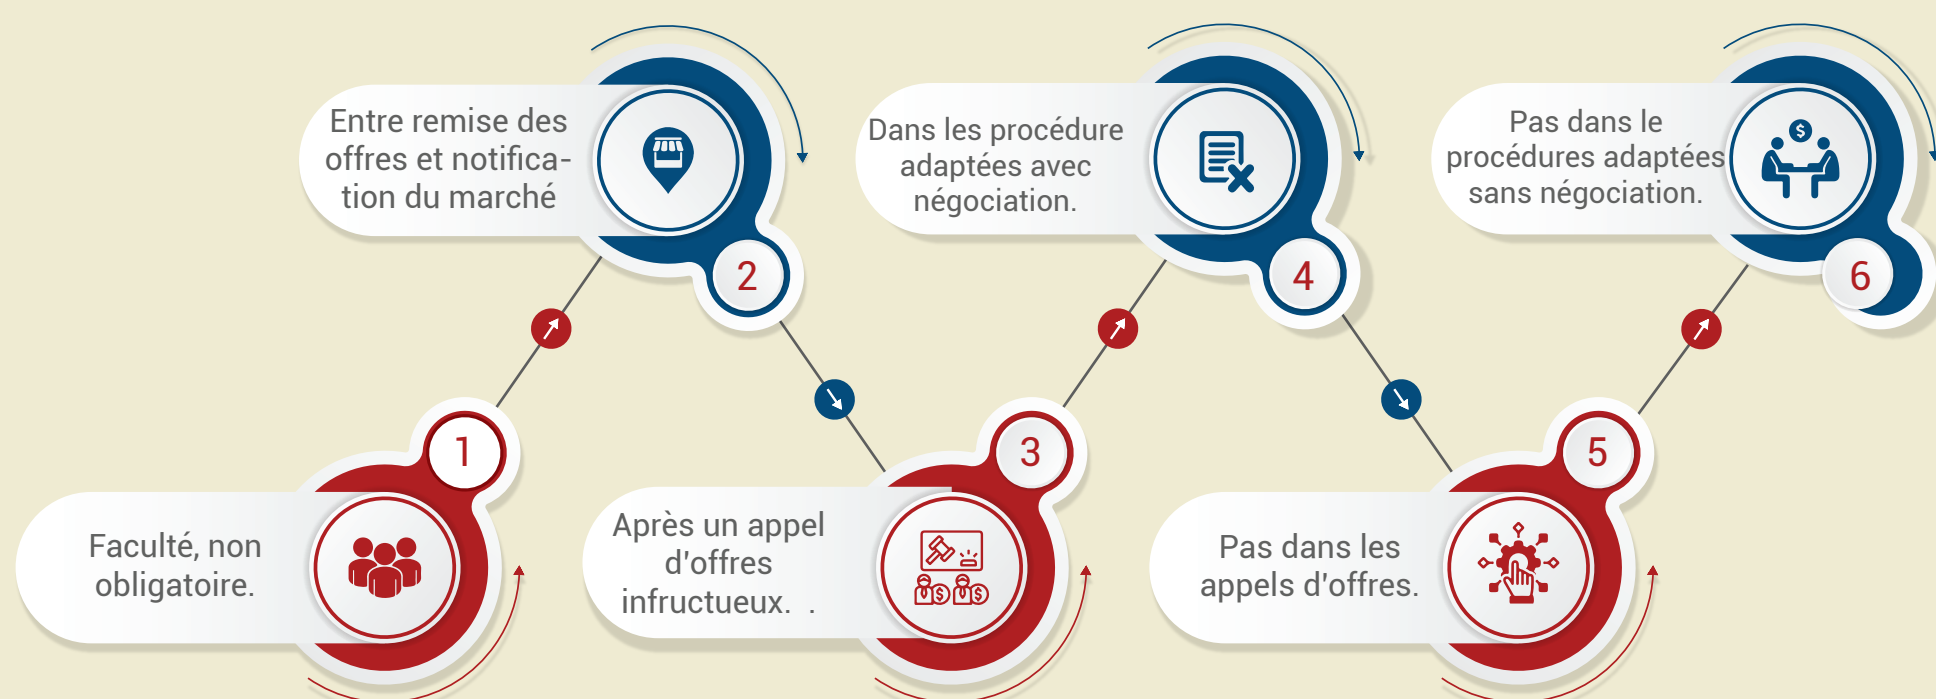 Faculté, non
obligatoire.
1
Entre remise des
offres et notifica-
tion du marché
2
Après un appel
d'offres
infructueux. .
3
Dans les procédure
adaptées avec
négociation.
4
Pas dans les
appels d'offres.
5
Pas dans le
procédures adaptées
sans négociation.
6